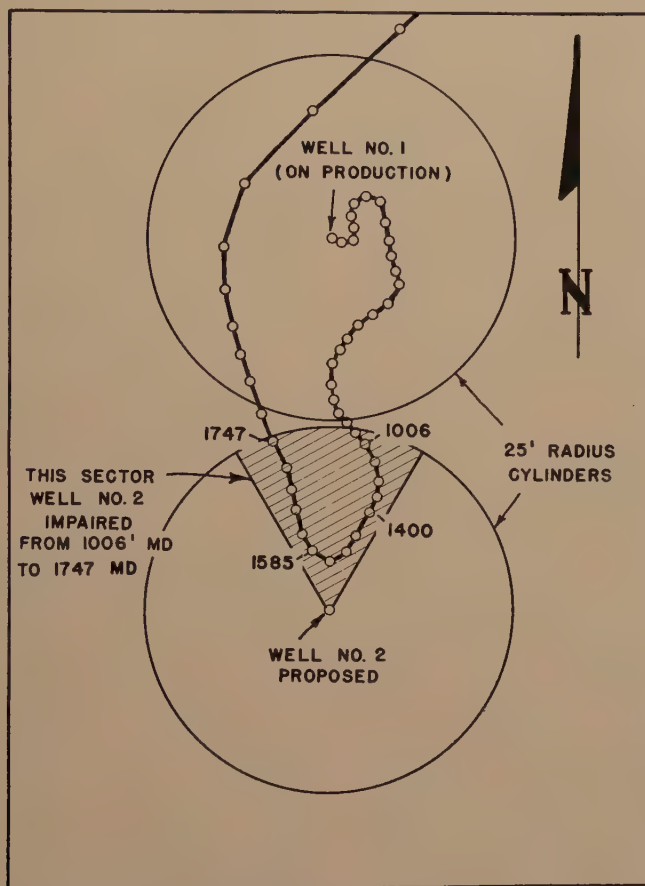 WELL NO. 1
(ON PRODUCTION)
N
1747
1006
25' RADIUS
CYLINDERS
THIS SECTOR
WELL NO. 2
IMPAIRED
FROM 1006' MD
TO 1747 MD
1400
1585
WELL NO. 2
PROPOSED